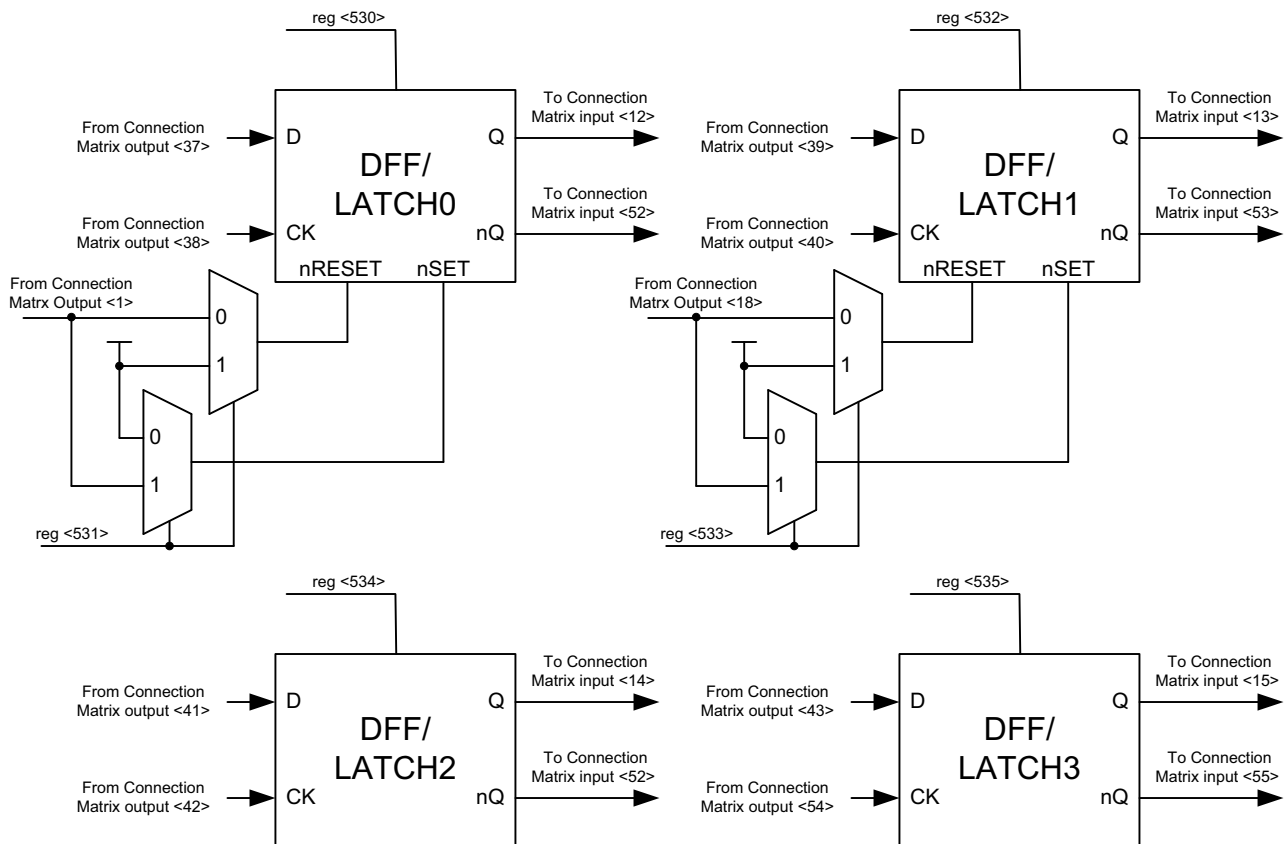 reg <530>
From Connection
Matrix output <37>
D
DFF/
LATCH0
Q
To Connection
Matrix input <12>
From Connection
Matrix output <38>
CK
nQ
To Connection
Matrix input <52>
nRESET
nSET
From Connection
Matrx Output <1>
0
1
0
1
reg <531>
reg <532>
From Connection
Matrix output <39>
D
DFF/
LATCH1
Q
To Connection
Matrix input <13>
From Connection
Matrix output <40>
CK
nQ
To Connection
Matrix input <53>
nRESET
nSET
From Connection
Matrx Output <18>
0
1
0
1
reg <533>
reg <534>
From Connection
Matrix output <41>
D
DFF/
LATCH2
Q
To Connection
Matrix input <14>
From Connection
Matrix output <42>
CK
nQ
To Connection
Matrix input <52>
reg <535>
From Connection
Matrix output <43>
D
DFF/
LATCH3
Q
To Connection
Matrix input <15>
From Connection
Matrix output <54>
CK
nQ
To Connection
Matrix input <55>